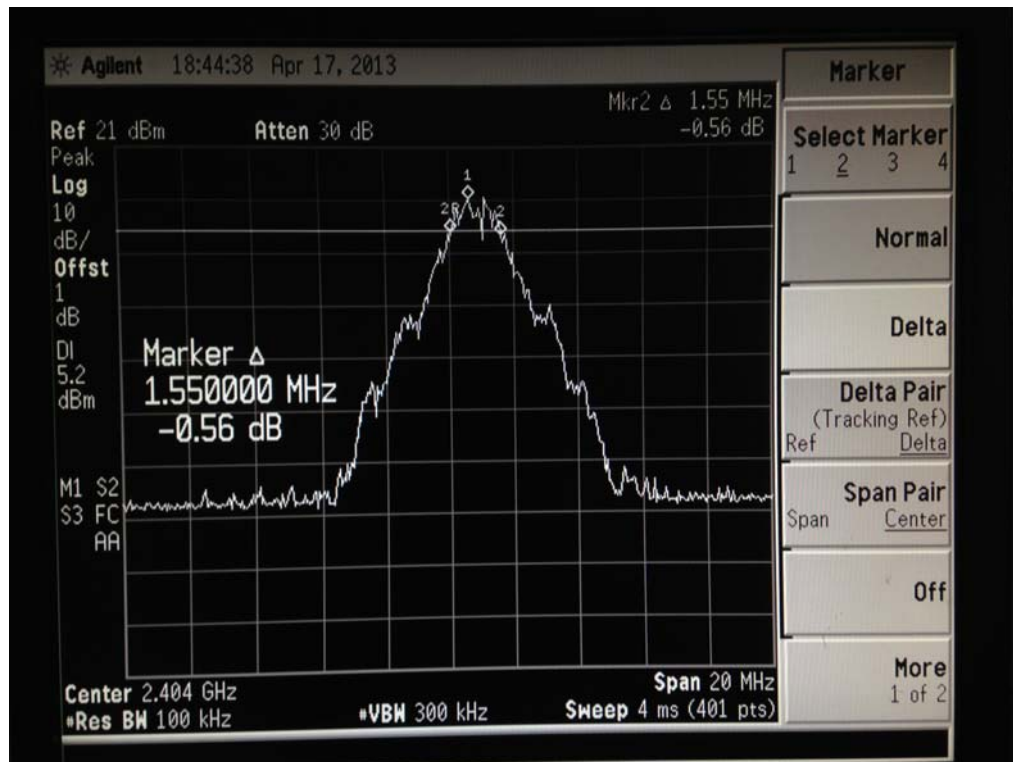 Agilent 18:44:38 Apr 17, 2013
Mkr2 Δ 1.55 MHz
Ref 21 dBm Atten 30 dB -0.56 dB
Peak
Log
10
dB/
Offst
1
dB
DI
5.2
dBm
M1 S2
S3 FC
AA
1
2R
2
Marker Δ
1.550000 MHz
-0.56 dB
Center 2.404 GHz Span 20 MHz
*Res BW 100 kHz *VBW 300 kHz Sweep 4 ms (401 pts)
Marker
Select Marker
1 2 3 4
Normal
Delta
Delta Pair
(Tracking Ref)
Ref Delta
Span Pair
Span Center
Off
More
1 of 2